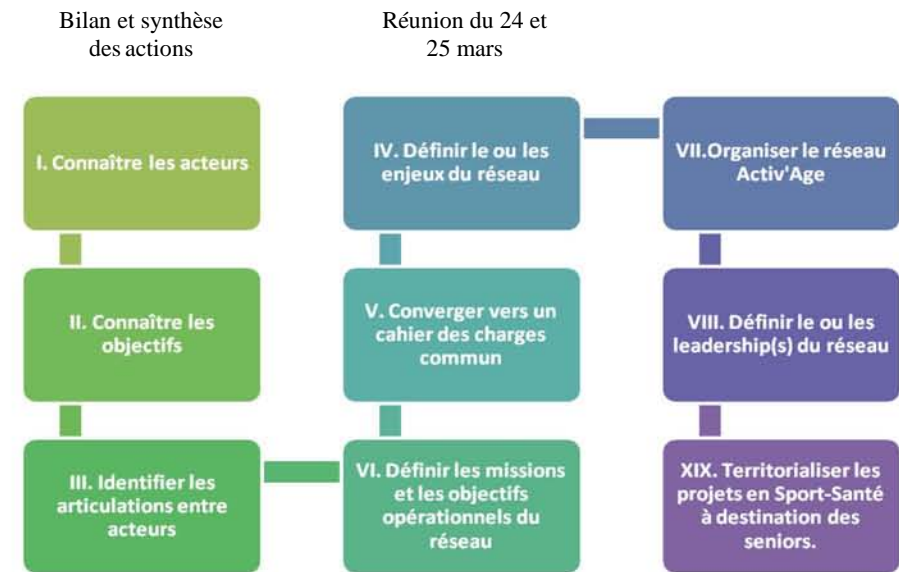 Bilan et synthèse
des actions
Réunion du 24 et
25 mars
I. Connaître les acteurs
II. Connaître les
objectifs
III. Identifier les
articulations entre
acteurs
IV. Définir le ou les
enjeux du réseau
V. Converger vers un
cahier des charges
commun
VI. Définir les missions
et les objectifs
opérationnels du
réseau
VII.Organiser le réseau
Activ'Age
VIII. Définir le ou les
leadership(s) du réseau
XIX. Territorialiser les
projets en Sport-Santé
à destination des
seniors.